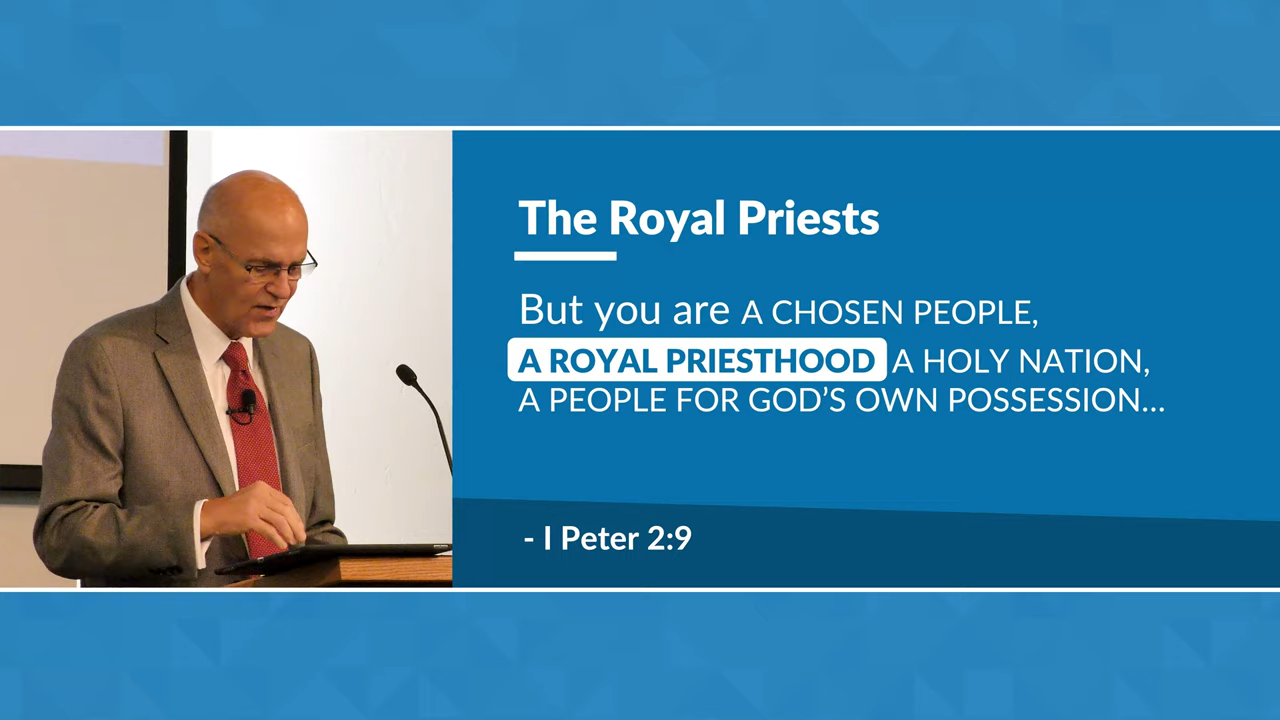 The Royal Priests
But you are A CHOSEN PEOPLE,
A ROYAL PRIESTHOOD A HOLY NATION,
A PEOPLE FOR GOD’S OWN POSSESSION...
- I Peter 2:9